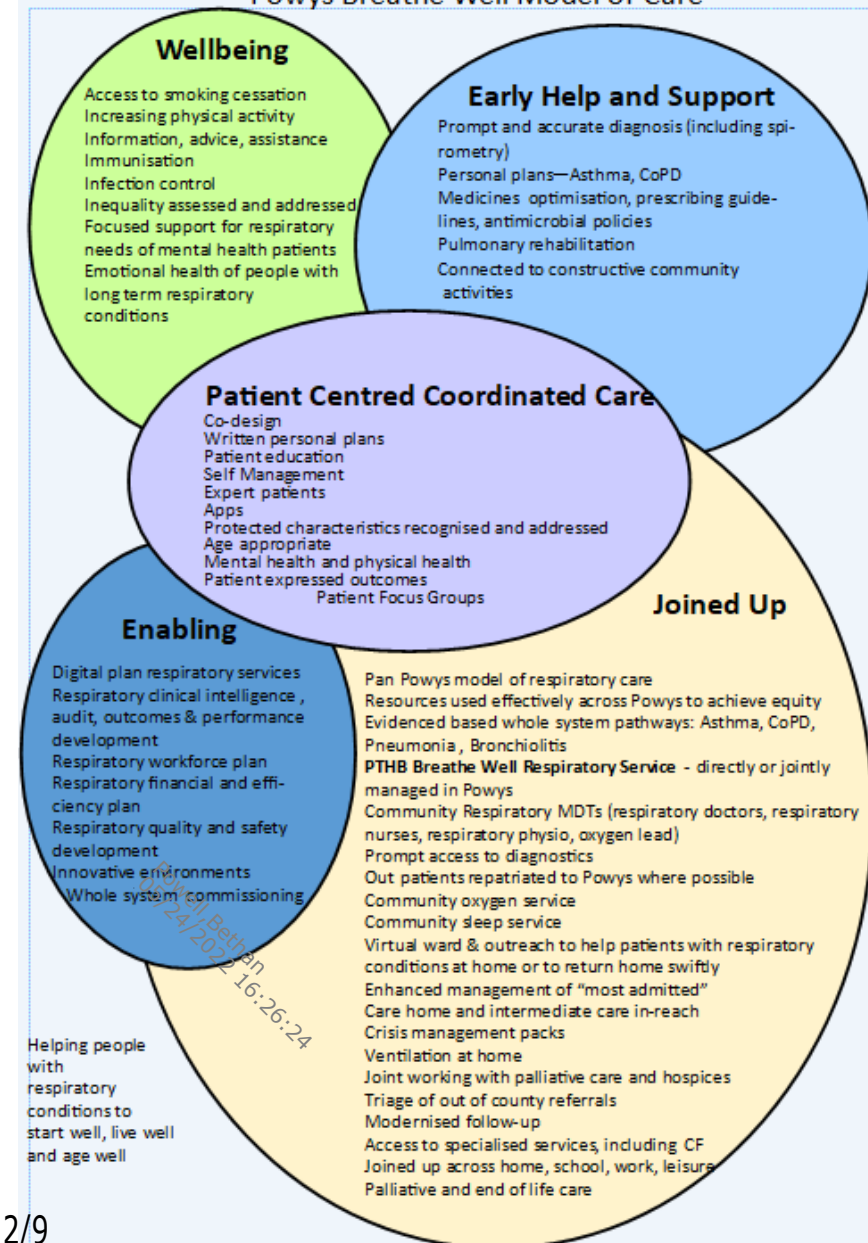 Powys Breathe Well Model of Care
Wellbeing
Access to smoking cessation
Increasing physical activity
Information, advice, assistance
Immunisation
Infection control
Inequality assessed and addressed
Focused support for respiratory
needs of mental health patients
Emotional health of people with
long term respiratory
conditions
Early Help and Support
Prompt and accurate diagnosis (including spi-
rometry)
Personal plans—Asthma, CoPD
Medicines optimisation, prescribing guide-
lines, antimicrobial policies
Pulmonary rehabilitation
Connected to constructive community
activities
Patient Centred Coordinated Care
Co-design
Written personal plans
Patient education
Self Management
Expert patients
Apps
Protected characteristics recognised and addressed
Age appropriate
Mental health and physical health
Patient expressed outcomes
Patient Focus Groups
Enabling
Digital plan respiratory services
Respiratory clinical intelligence ,
audit, outcomes & performance
development
Respiratory workforce plan
Respiratory financial and effi-
ciency plan
Respiratory quality and safety
development
Innovative environments
Whole system commissioning
Joined Up
Pan Powys model of respiratory care
Resources used effectively across Powys to achieve equity
Evidenced based whole system pathways: Asthma, CoPD,
Pneumonia , Bronchiolitis
PTHB Breathe Well Respiratory Service - directly or jointly
managed in Powys
Community Respiratory MDTs (respiratory doctors, respiratory
nurses, respiratory physio, oxygen lead)
Prompt access to diagnostics
Out patients repatriated to Powys where possible
Community oxygen service
Community sleep service
Virtual ward & outreach to help patients with respiratory
conditions at home or to return home swiftly
Enhanced management of “most admitted”
Care home and intermediate care in-reach
Crisis management packs
Ventilation at home
Joint working with palliative care and hospices
Triage of out of county referrals
Modernised follow-up
Access to specialised services, including CF
Joined up across home, school, work, leisure
Palliative and end of life care
Powell Bethan
05/24/2022 16:26:24
Helping people
with
respiratory
conditions to
start well, live well
and age well
2/9